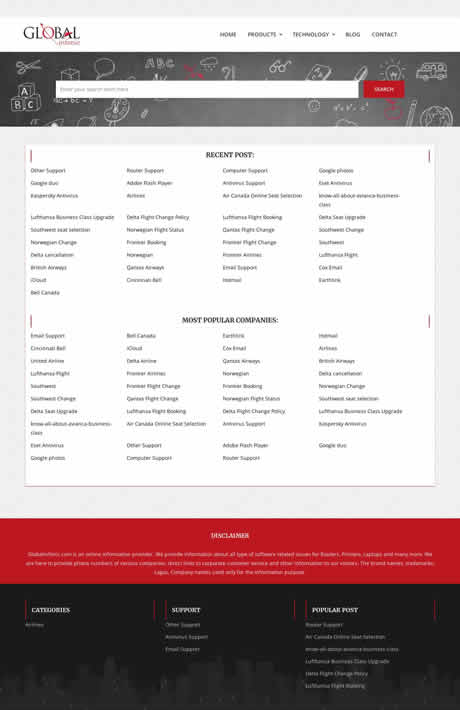 GLOBAL
infosic
HOME PRODUCTS TECHNOLOGY BLOG CONTACT
ABC
Enter your search term here...
SEARCH
A
B C
RECENT POST:
Other Support Router Support Computer Support Google photos
Google duo Adobe Flash Player Antivirus Support Eset Antivirus
Kaspersky Antivirus Airlines Air Canada Online Seat Selection know-all-about-avianca-business-
class
Lufthansa Business Class Upgrade Delta Flight Change Policy Lufthansa Flight Booking Delta Seat Upgrade
Southwest seat selection Norwegian Flight Status Qantas Flight Change Southwest Change
Norwegian Change Frontier Booking Frontier Flight Change Southwest
Delta cancellation Norwegian Frontier Airlines Lufthansa Flight
British Airways Qantas Airways Email Support Cox Email
iCloud Cincinnati Bell Hotmail Earthlink
Bell Canada
MOST POPULAR COMPANIES:
Email Support Bell Canada Earthlink Hotmail
Cincinnati Bell iCloud Cox Email Airlines
United Airline Delta Airline Qantas Airways British Airways
Lufthansa Flight Frontier Airlines Norwegian Delta cancellation
Southwest Frontier Flight Change Frontier Booking Norwegian Change
Southwest Change Qantas Flight Change Norwegian Flight Status Southwest seat selection
Delta Seat Upgrade Lufthansa Flight Booking Delta Flight Change Policy Lufthansa Business Class Upgrade
know-all-about-avianca-business-
class Air Canada Online Seat Selection Antivirus Support Kaspersky Antivirus
Eset Antivirus Other Support Adobe Flash Player Google duo
Google photos Computer Support Router Support
DISCLAIMER
Globalinfonic.com is an online information provider. We provide information about all type of software related issues for Routers, Printers, Laptops and many more. We
are here to provide phone numbers of various companies, direct links to corporate customer service and other information to our visitors. The brand names, trademarks,
Logos, Company names used only for the information purpose.
CATEGORIES SUPPORT POPULAR POST
Airlines Other Support Router Support
Antivirus Support Air Canada Online Seat Selection
Email Support know-all-about-avianca-business-class
Lufthansa Business Class Upgrade
Delta Flight Change Policy
Lufthansa Flight Booking